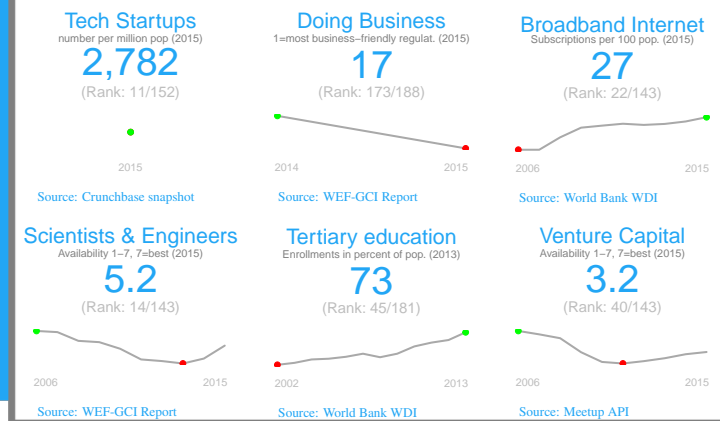 Tech Startups
number per million pop (2015)
2,782
(Rank: 11/152)
2015
Source: Crunchbase snapshot
Doing Business
1=most business−friendly regulat. (2015)
17
(Rank: 173/188)
2014 2015
Source: WEF-GCI Report
Broadband Internet
Subscriptions per 100 pop. (2015)
27
(Rank: 22/143)
2006 2015
Source: World Bank WDI
Scientists & Engineers
Availability 1−7, 7=best (2015)
5.2
(Rank: 14/143)
2006 2015
Source: WEF-GCI Report
Tertiary education
Enrollments in percent of pop. (2013)
73
(Rank: 45/181)
2002 2013
Source: World Bank WDI
Venture Capital
Availability 1−7, 7=best (2015)
3.2
(Rank: 40/143)
2006 2015
Source: Meetup API